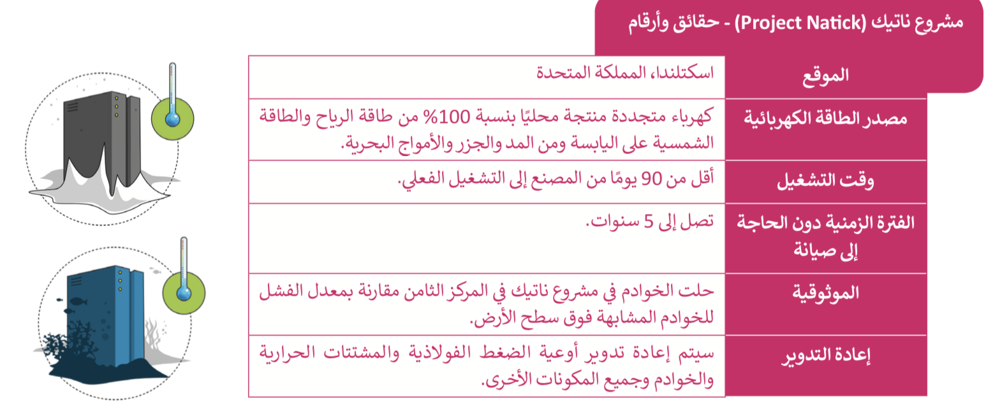 مشروع ناتيك (Project Natick) - حقائق وأرقام
الموقع
اسكتلندا، المملكة المتحدة
مصدر الطاقة الكهربائية
كهرباء متجددة منتجة محليًا بنسبة 100% من طاقة الرياح والطاقة
الشمسية على اليابسة ومن المد والجزر والأمواج البحرية.
وقت التشغيل
أقل من 90 يومًا من المصنع إلى التشغيل الفعلي.
الفترة الزمنية دون الحاجة
إلى صيانة
تصل إلى 5 سنوات.
الموثوقية
حلت الخوادم في مشروع ناتيك في المركز الثامن مقارنة بمعدل الفشل
للخوادم المشابهة فوق سطح الأرض.
إعادة التدوير
سيتم إعادة تدوير أوعية الضغط الفولاذية والمشتتات الحرارية
والخوادم وجميع المكونات الأخرى.